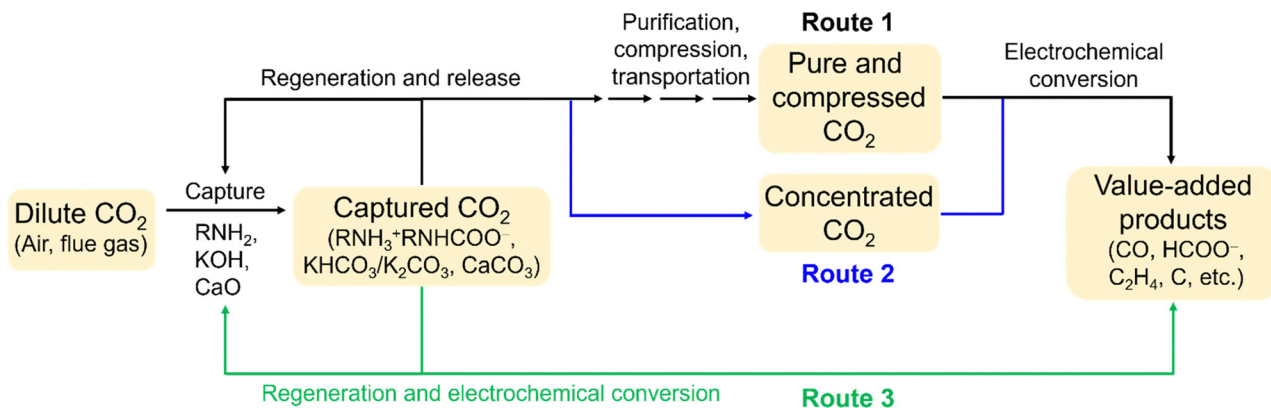 Purification,
compression,
transportation
Route 1
Pure and
compressed
CO₂
Electrochemical
conversion
Regeneration and release
Dilute CO₂
(Air, flue gas)
Capture
RNH₂,
KOH,
CaO
Captured CO₂
(RNH₃⁺RNHCOO⁻,
KHCO₃/K₂CO₃, CaCO₃)
Concentrated
CO₂
Route 2
Value-added
products
(CO, HCOO⁻,
C₂H₄, C, etc.)
Regeneration and electrochemical conversion
Route 3